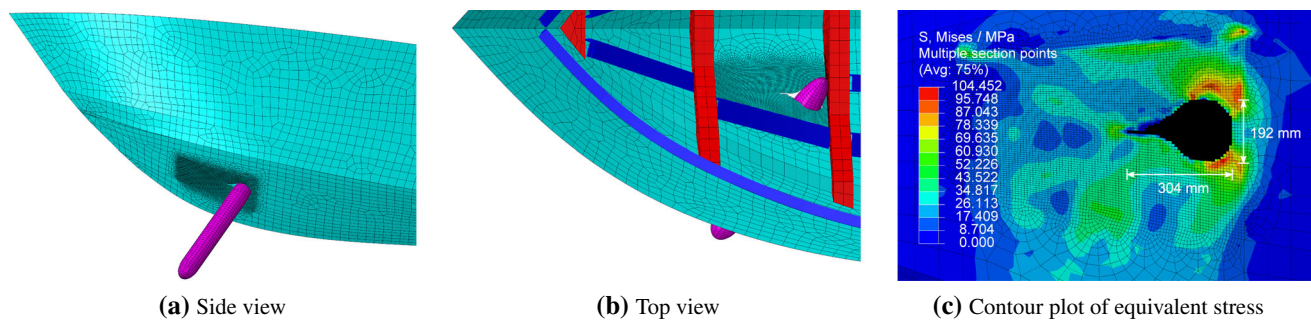 S, Mises / MPa
Multiple section points
(Avg: 75%)
104.452
95.748
87.043
78.339
69.635
60.930
52.226
43.522
34.817
26.113
17.409
8.704
0.000
192 mm
304 mm
(a) Side view
(b) Top view
(c) Contour plot of equivalent stress